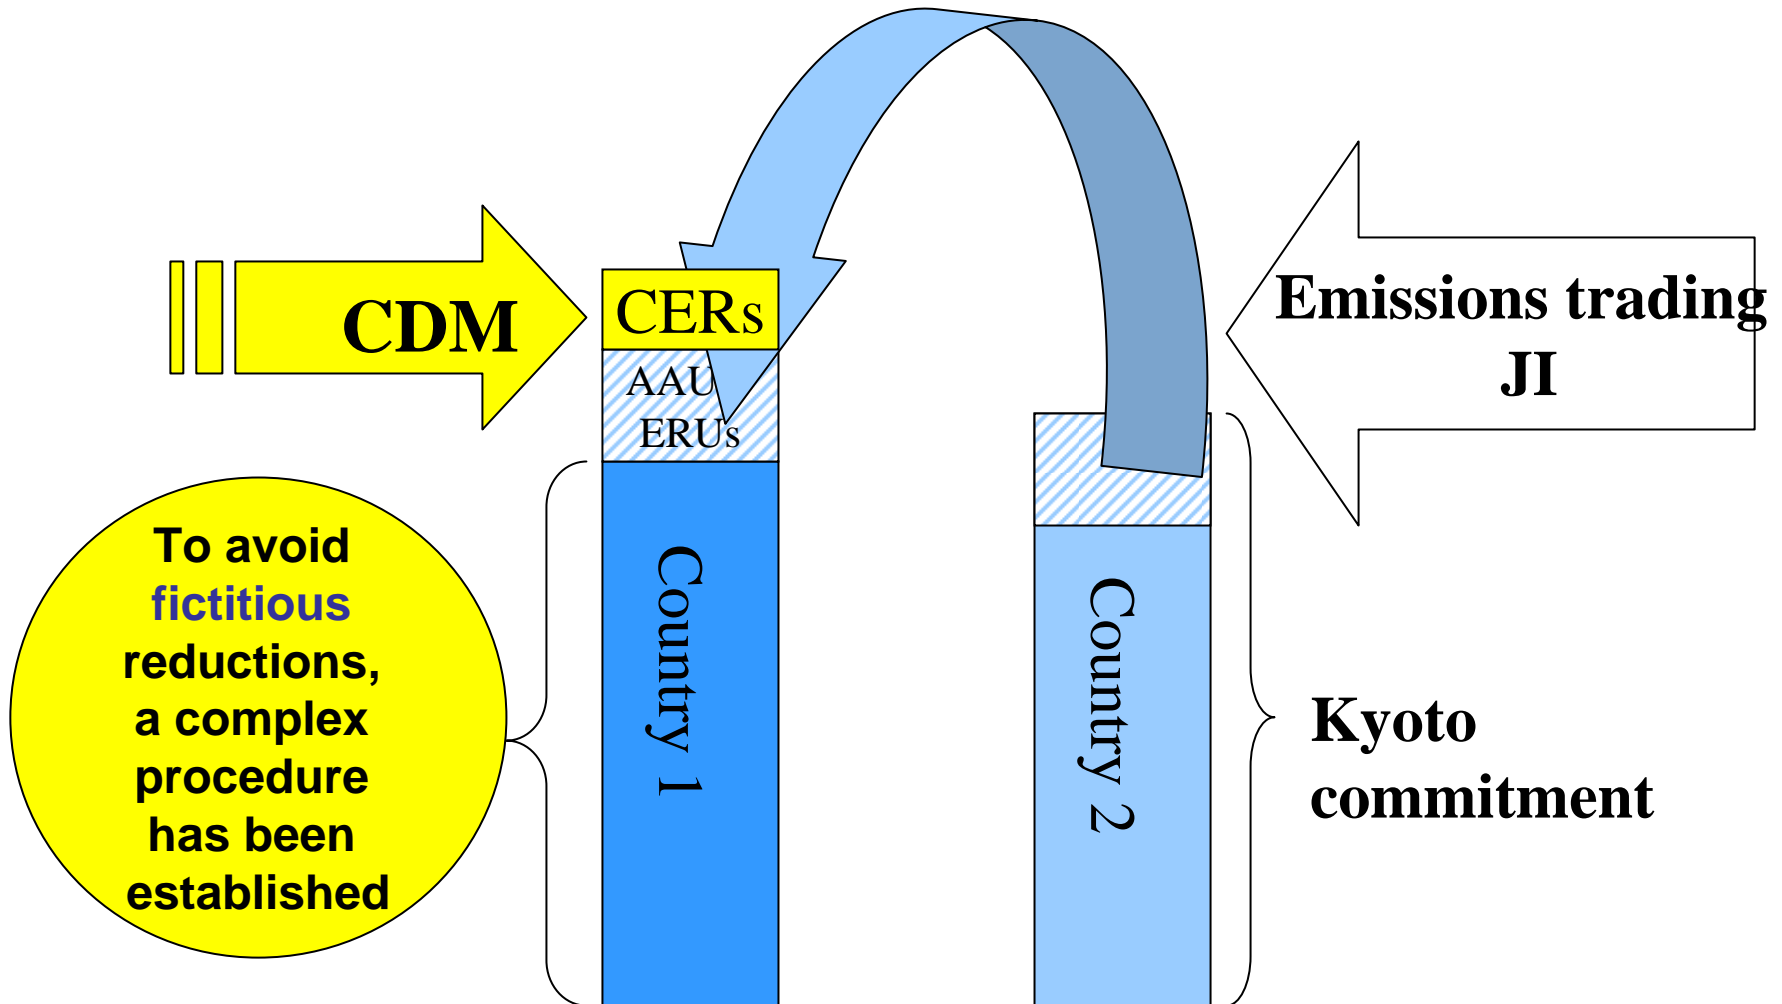 CDM
CERs
AAU
ERUs
Emissions trading
JI
To avoid
fictitious
reductions,
a complex
procedure
has been
established
Country 1
Country 2
Kyoto
commitment